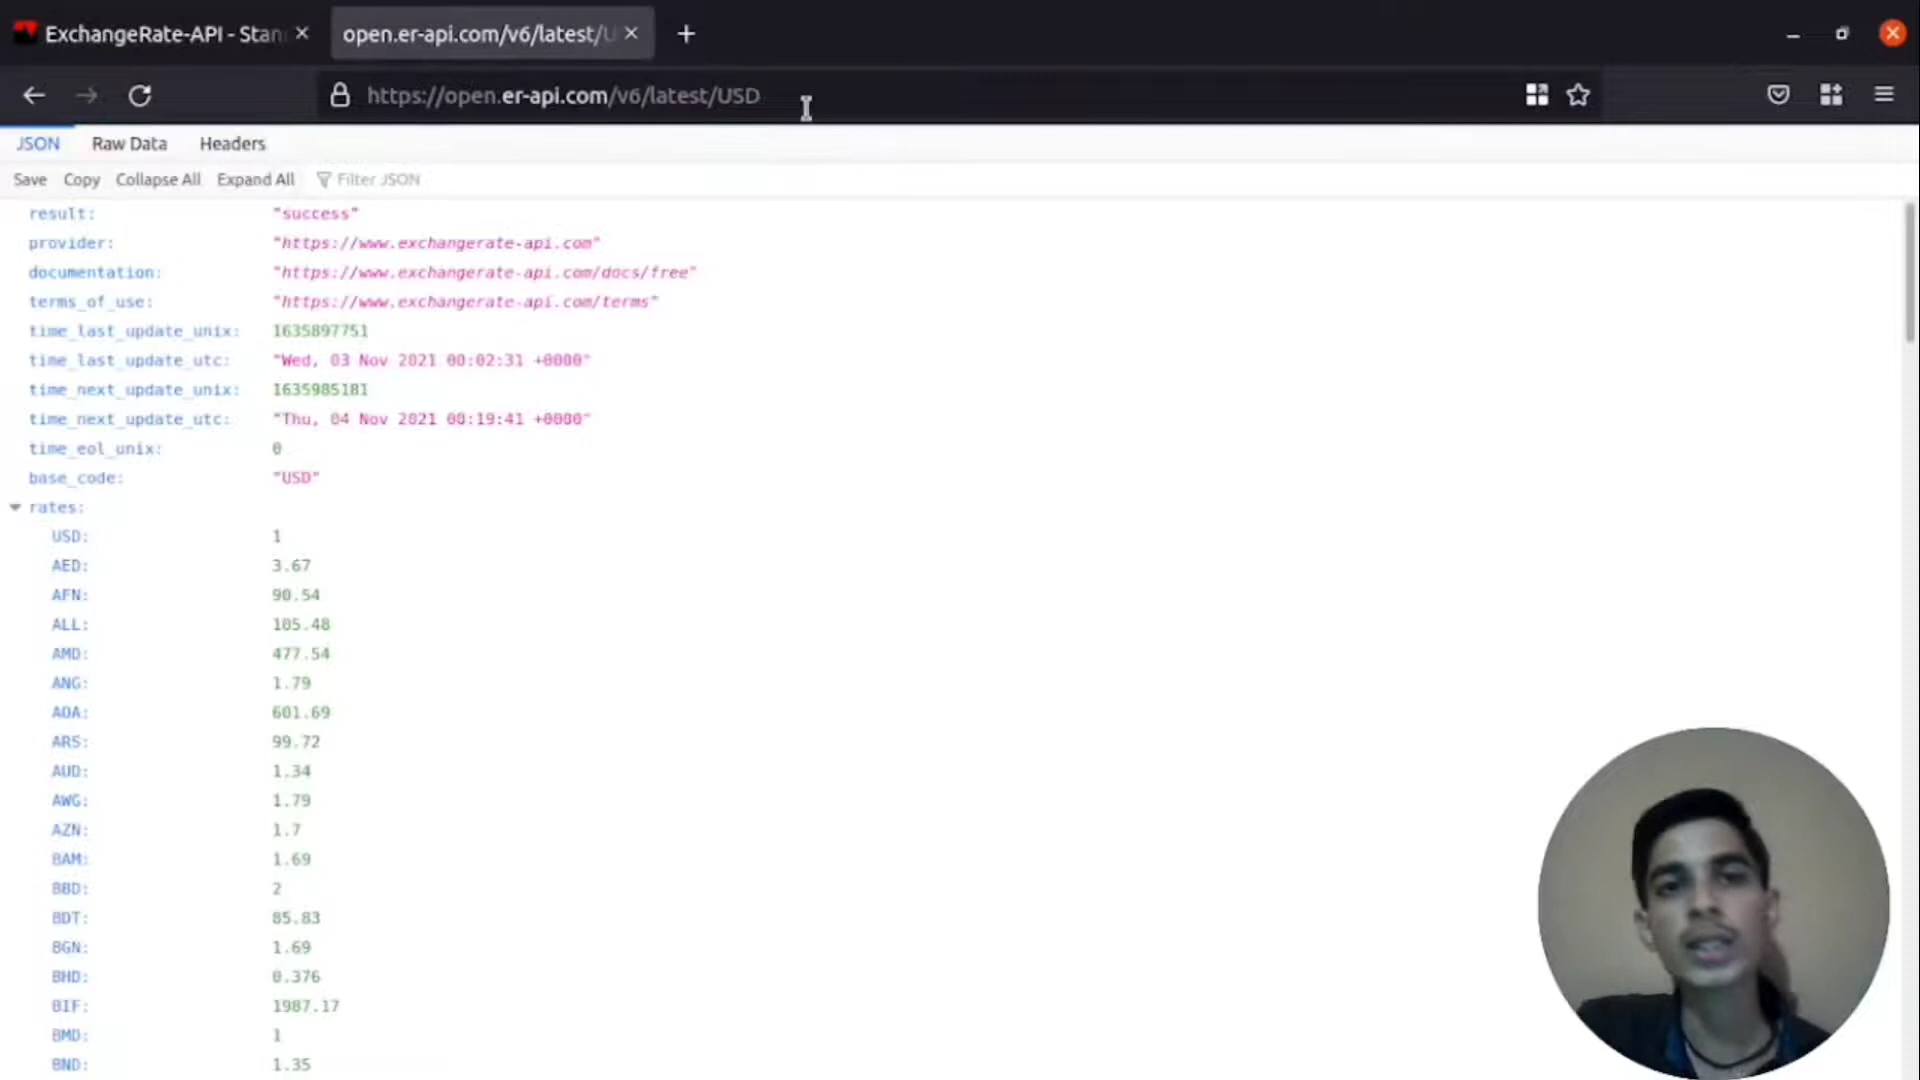 ExchangeRate-API - Stan
open.er-api.com/v6/latest/U
https://open.er-api.com/v6/latest/USD
JSON Raw Data Headers
Save Copy Collapse All Expand All Filter JSON
result: "success"
provider: "https://www.exchangerate-api.com"
documentation: "https://www.exchangerate-api.com/docs/free"
terms_of_use: "https://www.exchangerate-api.com/terms"
time_last_update_unix: 1635897751
time_last_update_utc: "Wed, 03 Nov 2021 00:02:31 +0000"
time_next_update_unix: 1635985181
time_next_update_utc: "Thu, 04 Nov 2021 00:19:41 +0000"
time_eol_unix: 0
base_code: "USD"
rates:
USD: 1
AED: 3.67
AFN: 90.54
ALL: 105.48
AMD: 477.54
ANG: 1.79
AOA: 601.69
ARS: 99.72
AUD: 1.34
AWG: 1.79
AZN: 1.7
BAM: 1.69
BBD: 2
BDT: 85.83
BGN: 1.69
BHD: 0.376
BIF: 1987.17
BMD: 1
BND: 1.35